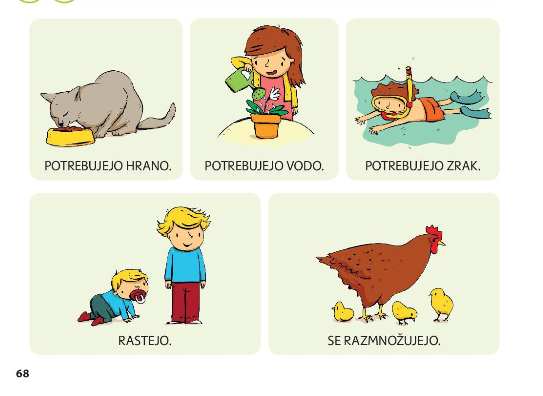 POTREBUJEJO HRANO.
POTREBUJEJO VODO.
POTREBUJEJO ZRAK.
RASTEJO.
SE RAZMNOŽUJEJO.
68